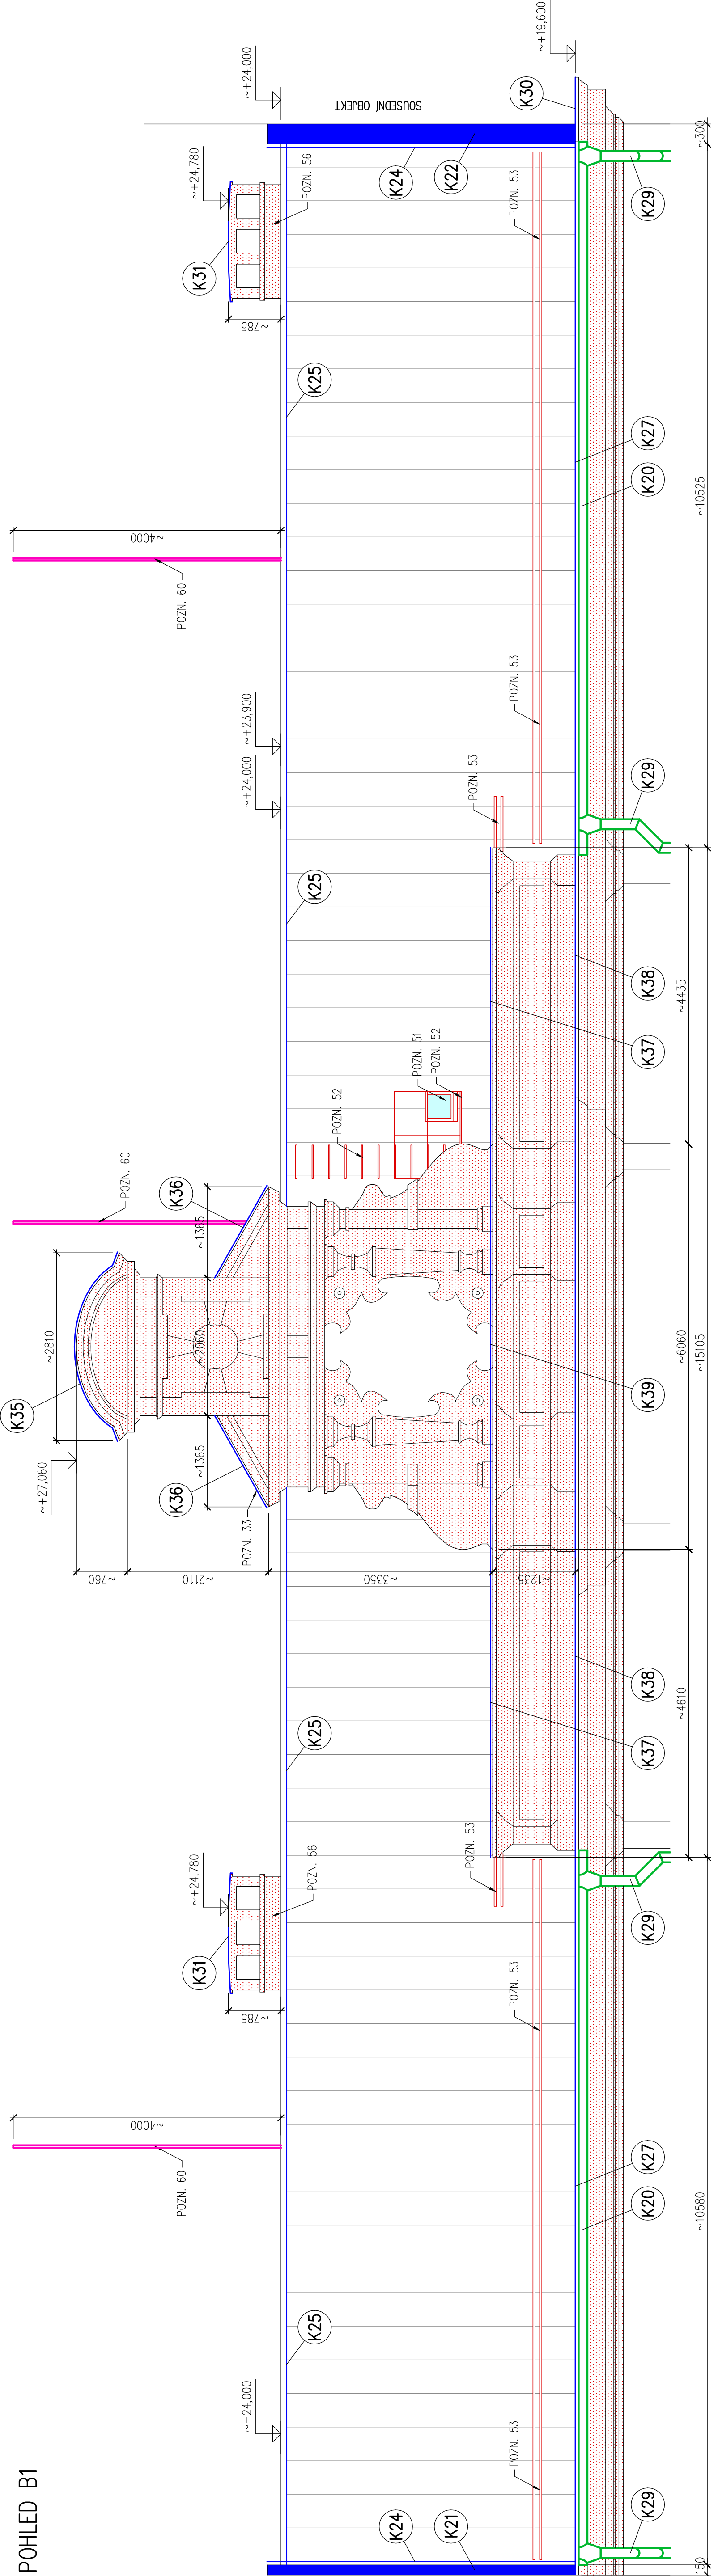 POHLED B1
K35
~+27,060
~2810
~760
POZN. 60
~4000
POZN. 60
~4000
POZN. 60
K36
~1365
~2060
~1365
K36
POZN. 33
~2110
K31
~+24,780
~785
POZN. 56
K31
~+24,780
~785
POZN. 56
~+24,000
~+24,000
~+23,900
~+24,000
~+19,600
K25
K25
K25
K25
SOUSEDNÍ OBJEKT
POZN. 52
POZN. 51
POZN. 52
~3350
K24
K21
K24
K22
POZN. 53
POZN. 53
POZN. 53
POZN. 53
POZN. 53
POZN. 53
K30
~1235
K29
K20
K27
K29
K37
K38
K39
K37
K38
K29
K20
K27
K29
~4610
~6060
~4435
150
~10580
~15105
~10525
~300